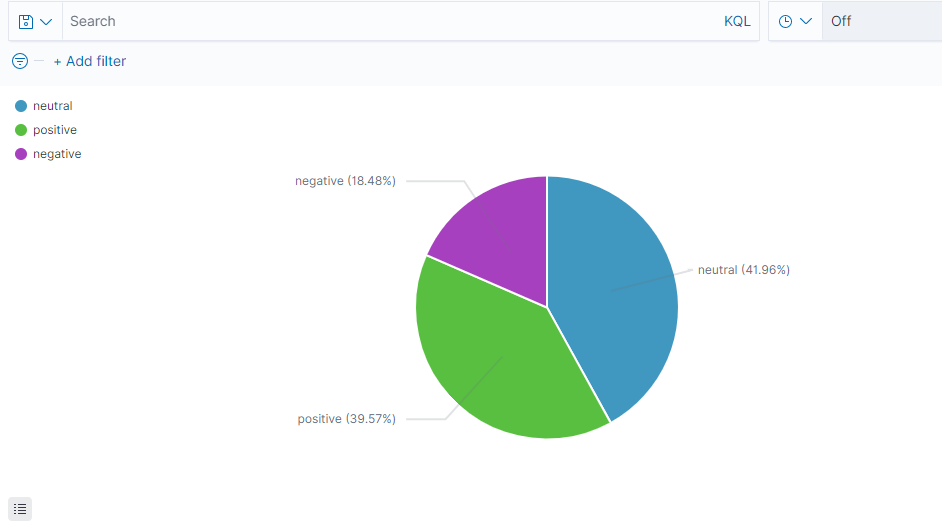 Search KQL Off
+ Add filter
neutral
positive
negative
negative (18.48%)
neutral (41.96%)
positive (39.57%)